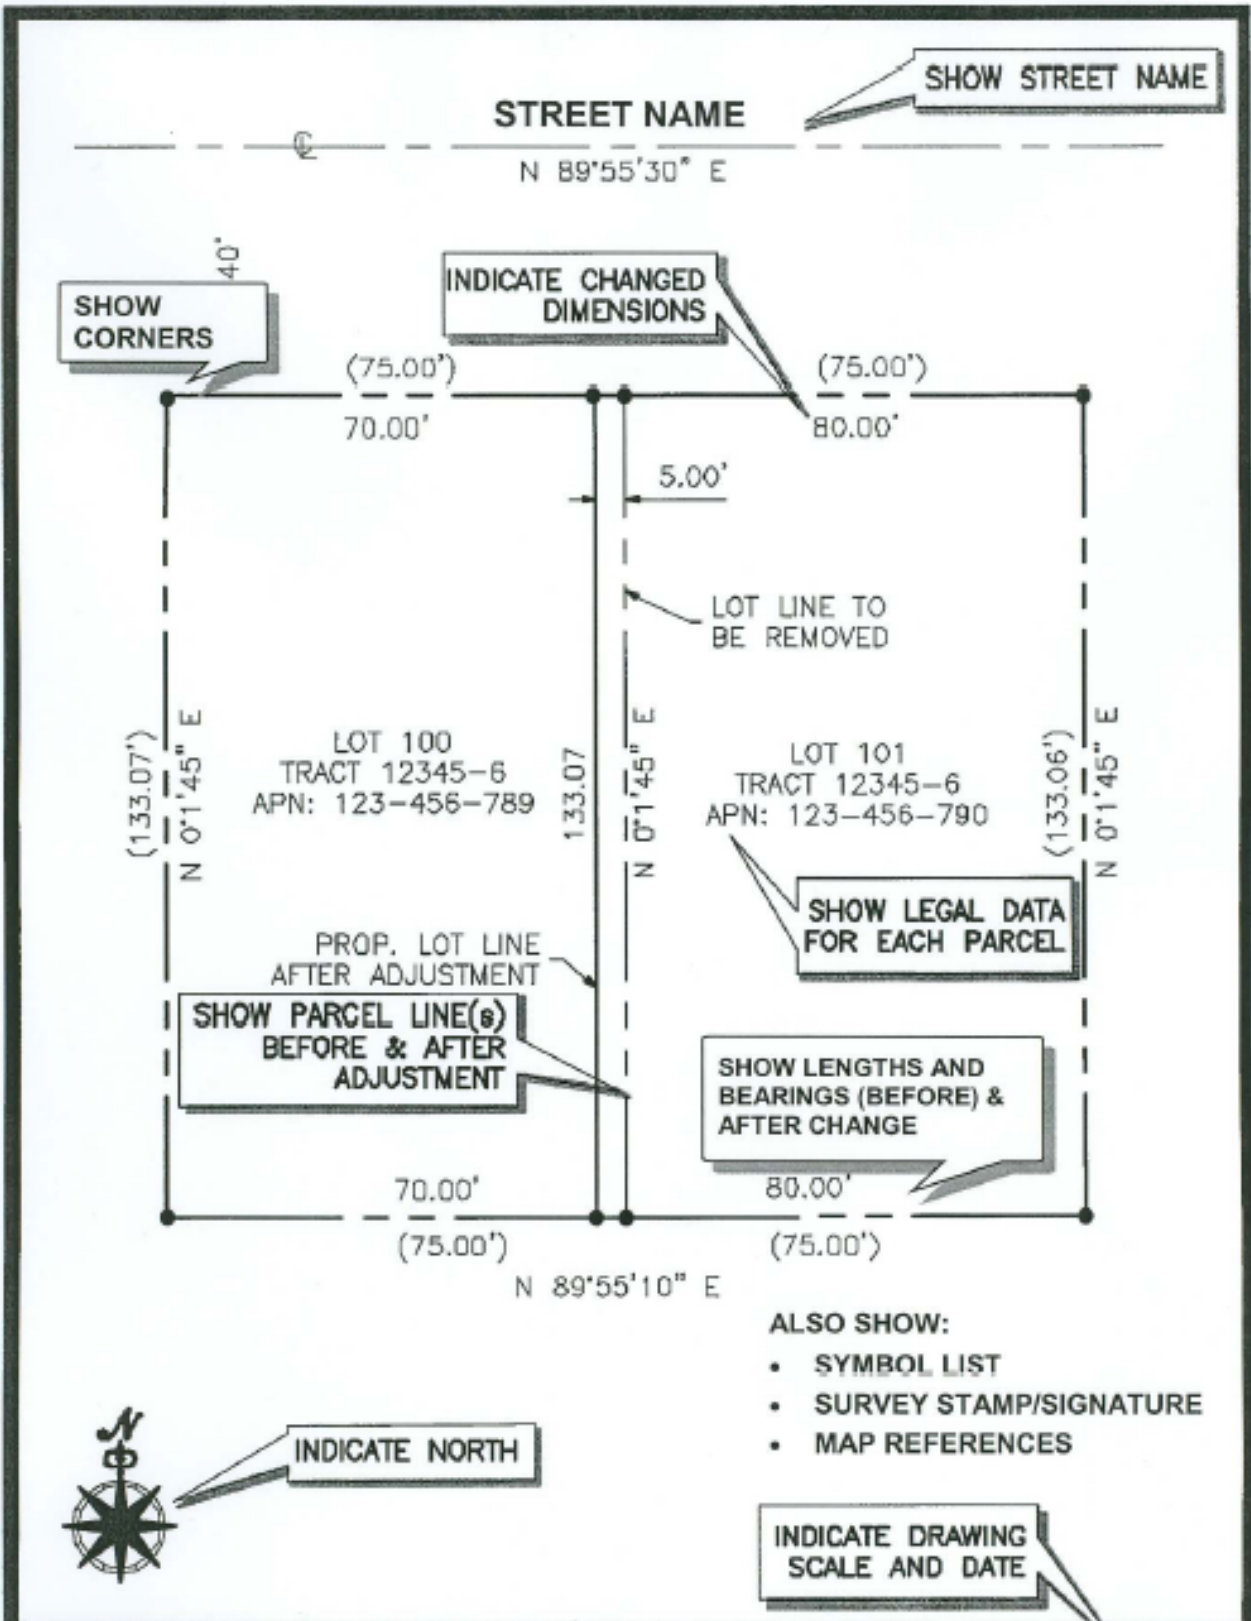 SHOW STREET NAME
STREET NAME
℄
N 89°55'30" E
40'
SHOW
CORNERS
INDICATE CHANGED
DIMENSIONS
(75.00')
(75.00')
70.00'
80.00'
5.00'
LOT LINE TO
BE REMOVED
(133.07')
N 0°1'45" E
LOT 100
TRACT 12345-6
APN: 123-456-789
133.07
N 0°1'45" E
LOT 101
TRACT 12345-6
APN: 123-456-790
(133.06')
N 0°1'45" E
SHOW LEGAL DATA
FOR EACH PARCEL
PROP. LOT LINE
AFTER ADJUSTMENT
SHOW PARCEL LINE(s)
BEFORE & AFTER
ADJUSTMENT
SHOW LENGTHS AND
BEARINGS (BEFORE) &
AFTER CHANGE
70.00'
80.00'
(75.00')
(75.00')
N 89°55'10" E
ALSO SHOW:
• SYMBOL LIST
• SURVEY STAMP/SIGNATURE
• MAP REFERENCES
N
INDICATE NORTH
INDICATE DRAWING
SCALE AND DATE